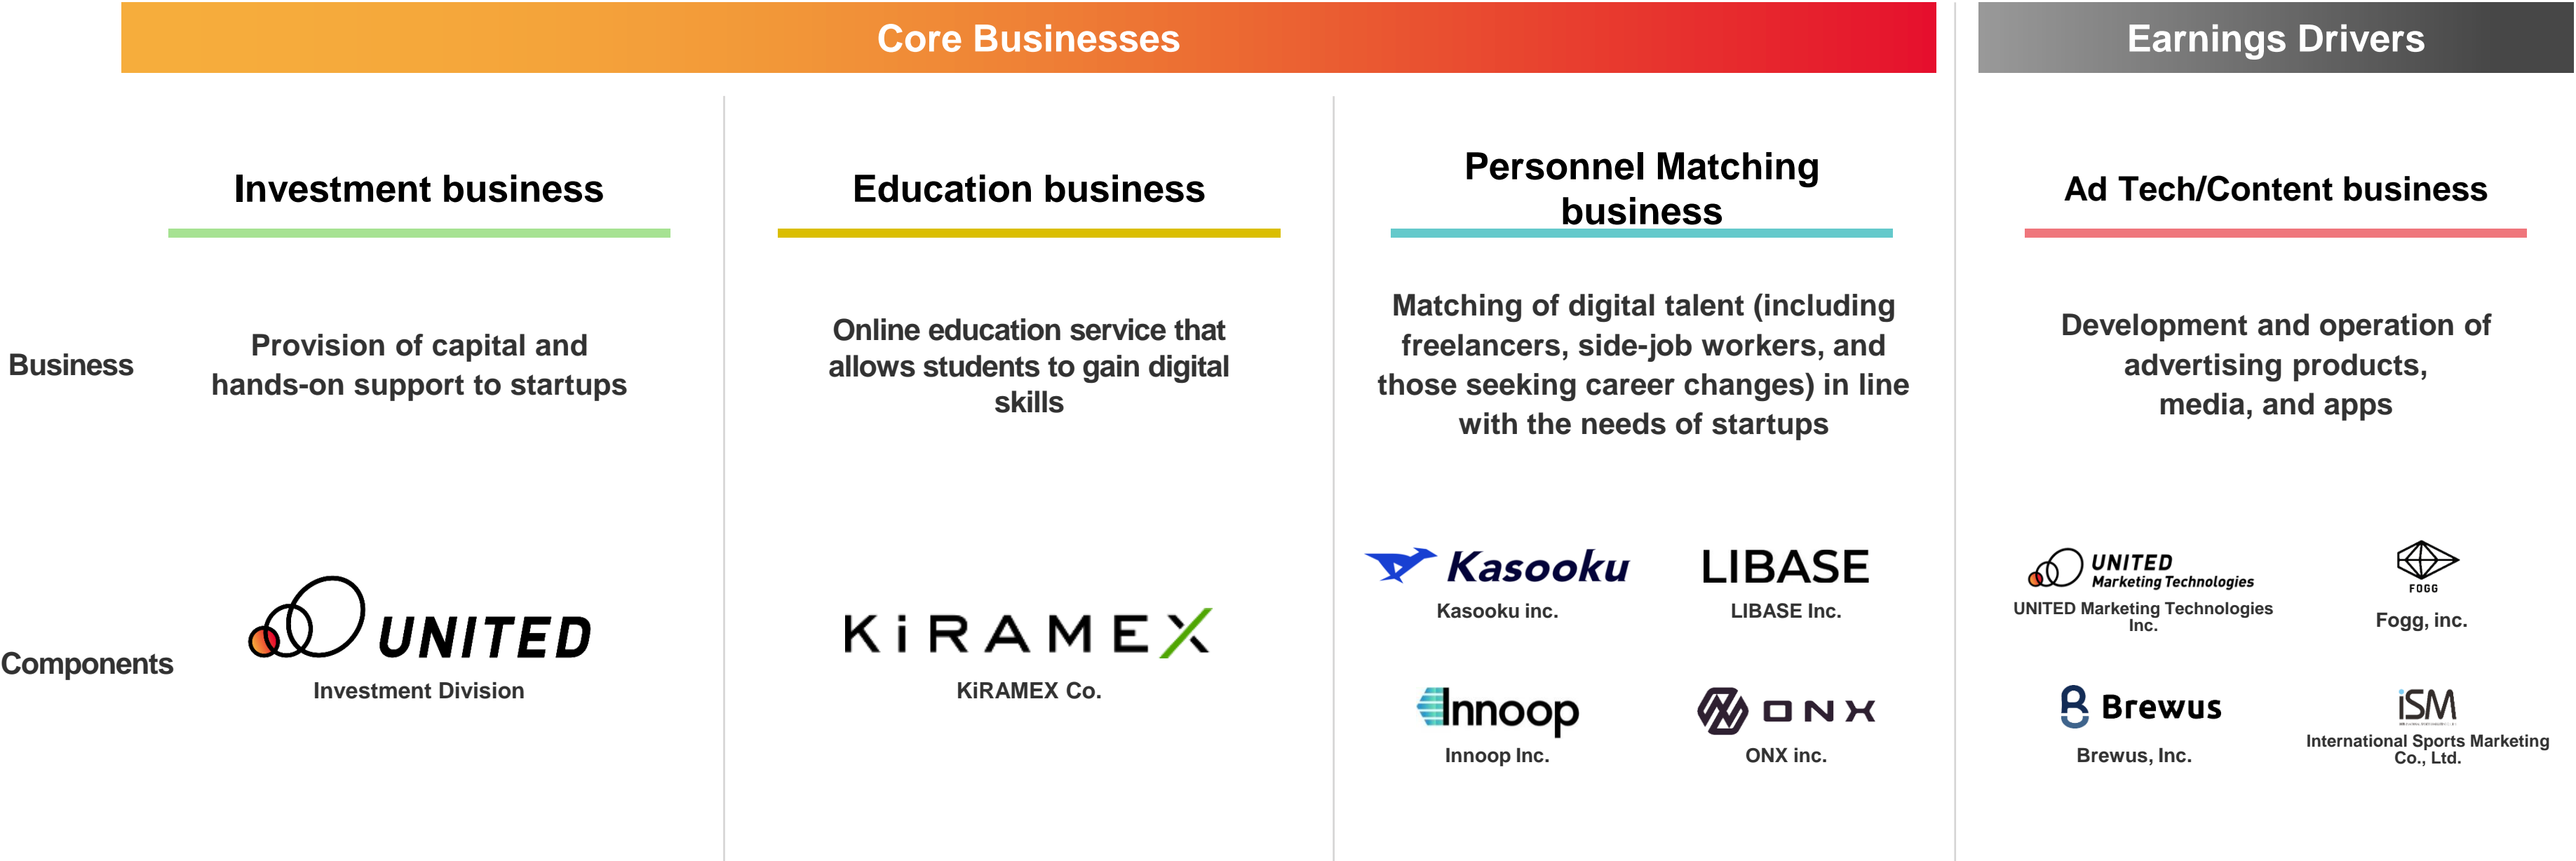 Core Businesses
Earnings Drivers
Investment business
Education business
Personnel Matching
business
Ad Tech/Content business
Business
Provision of capital and
hands-on support to startups
Online education service that
allows students to gain digital
skills
Matching of digital talent (including
freelancers, side-job workers, and
those seeking career changes) in line
with the needs of startups
Development and operation of
advertising products,
media, and apps
Components
UNITED
Investment Division
KiRAMEX
KiRAMEX Co.
Kasooku
Kasooku inc.
LIBASE
LIBASE Inc.
Innoop
Innoop Inc.
ONX
ONX inc.
UNITED
Marketing Technologies
UNITED Marketing Technologies
Inc.
FOGG
Fogg, inc.
Brewus
Brewus, Inc.
iSM
International Sports Marketing
Co., Ltd.